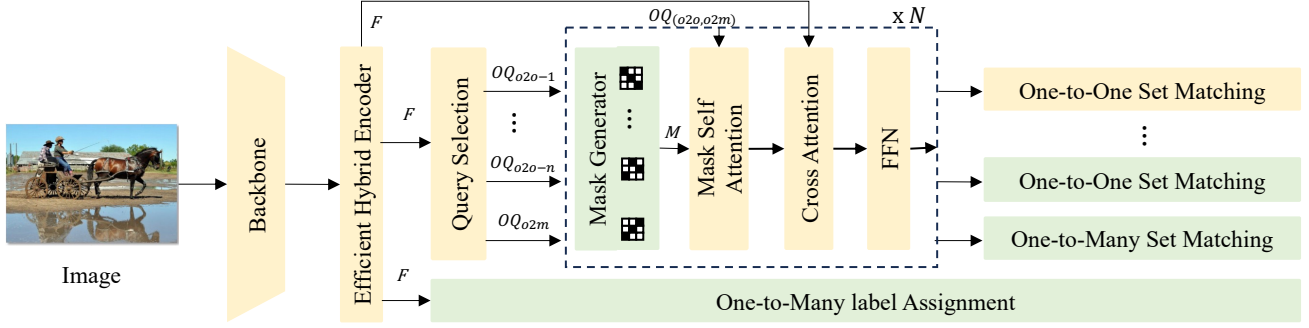 F
OQ(o2o,o2m)
x N
Image
Backbone
Efficient Hybrid Encoder
F
F
Query Selection
OQo2o−1
⋮
OQo2o−n
OQo2m
Mask Generator
⋮
M
Mask Self
Attention
Cross Attention
FFN
One-to-One Set Matching
⋮
One-to-One Set Matching
One-to-Many Set Matching
One-to-Many label Assignment